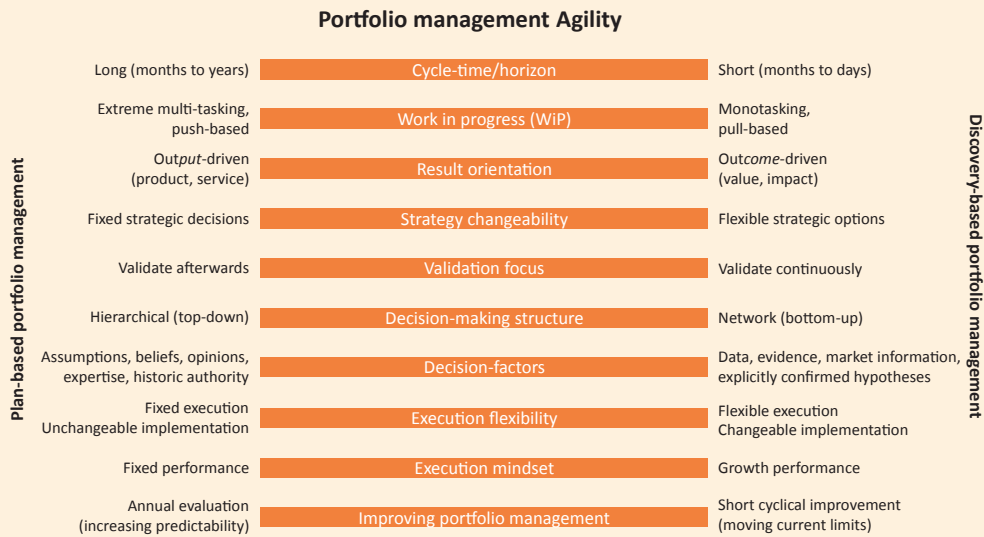 Portfolio management Agility
Plan-based portfolio management
Discovery-based portfolio management
Long (months to years)
Cycle-time/horizon
Short (months to days)
Extreme multi-tasking,
push-based
Work in progress (WiP)
Monotasking,
pull-based
Output-driven
(product, service)
Result orientation
Outcome-driven
(value, impact)
Fixed strategic decisions
Strategy changeability
Flexible strategic options
Validate afterwards
Validation focus
Validate continuously
Hierarchical (top-down)
Decision-making structure
Network (bottom-up)
Assumptions, beliefs, opinions,
expertise, historic authority
Decision-factors
Data, evidence, market information,
explicitly confirmed hypotheses
Fixed execution
Unchangeable implementation
Execution flexibility
Flexible execution
Changeable implementation
Fixed performance
Execution mindset
Growth performance
Annual evaluation
(increasing predictability)
Improving portfolio management
Short cyclical improvement
(moving current limits)